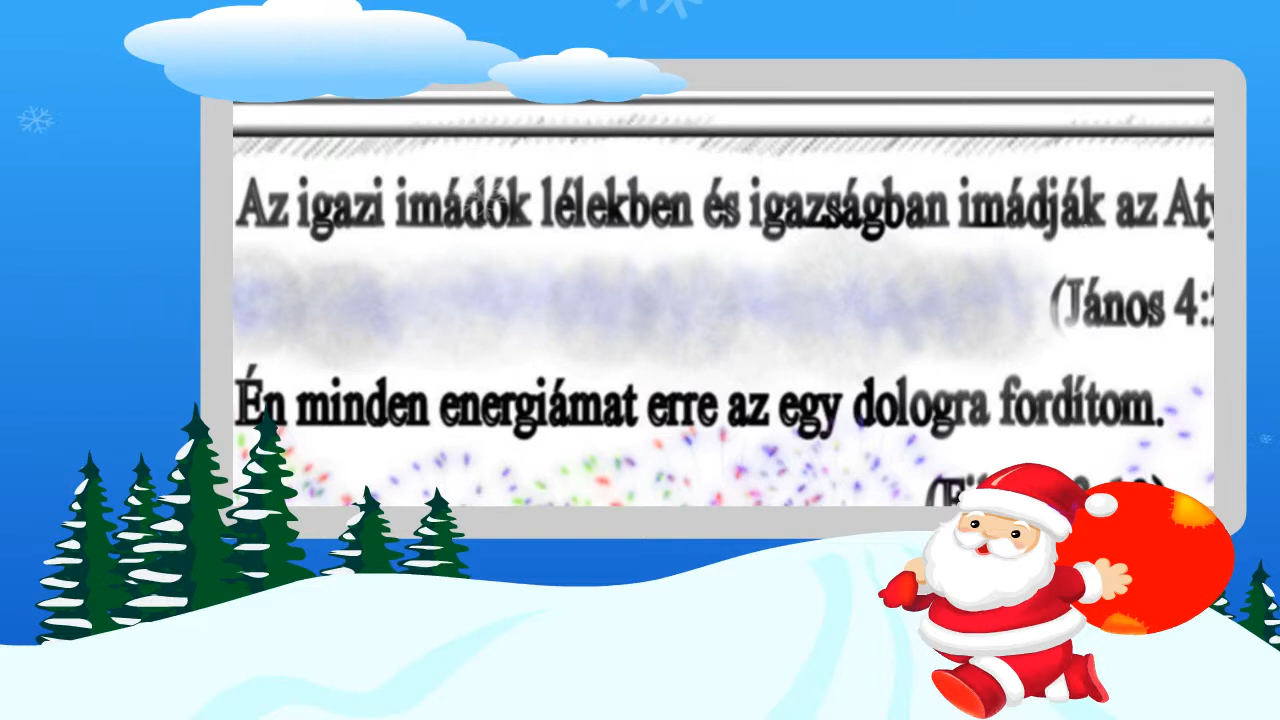 Az igazi imádók lélekben és igazságban imádják az
(János
Én minden energiámat erre az egy dologra fordítom.